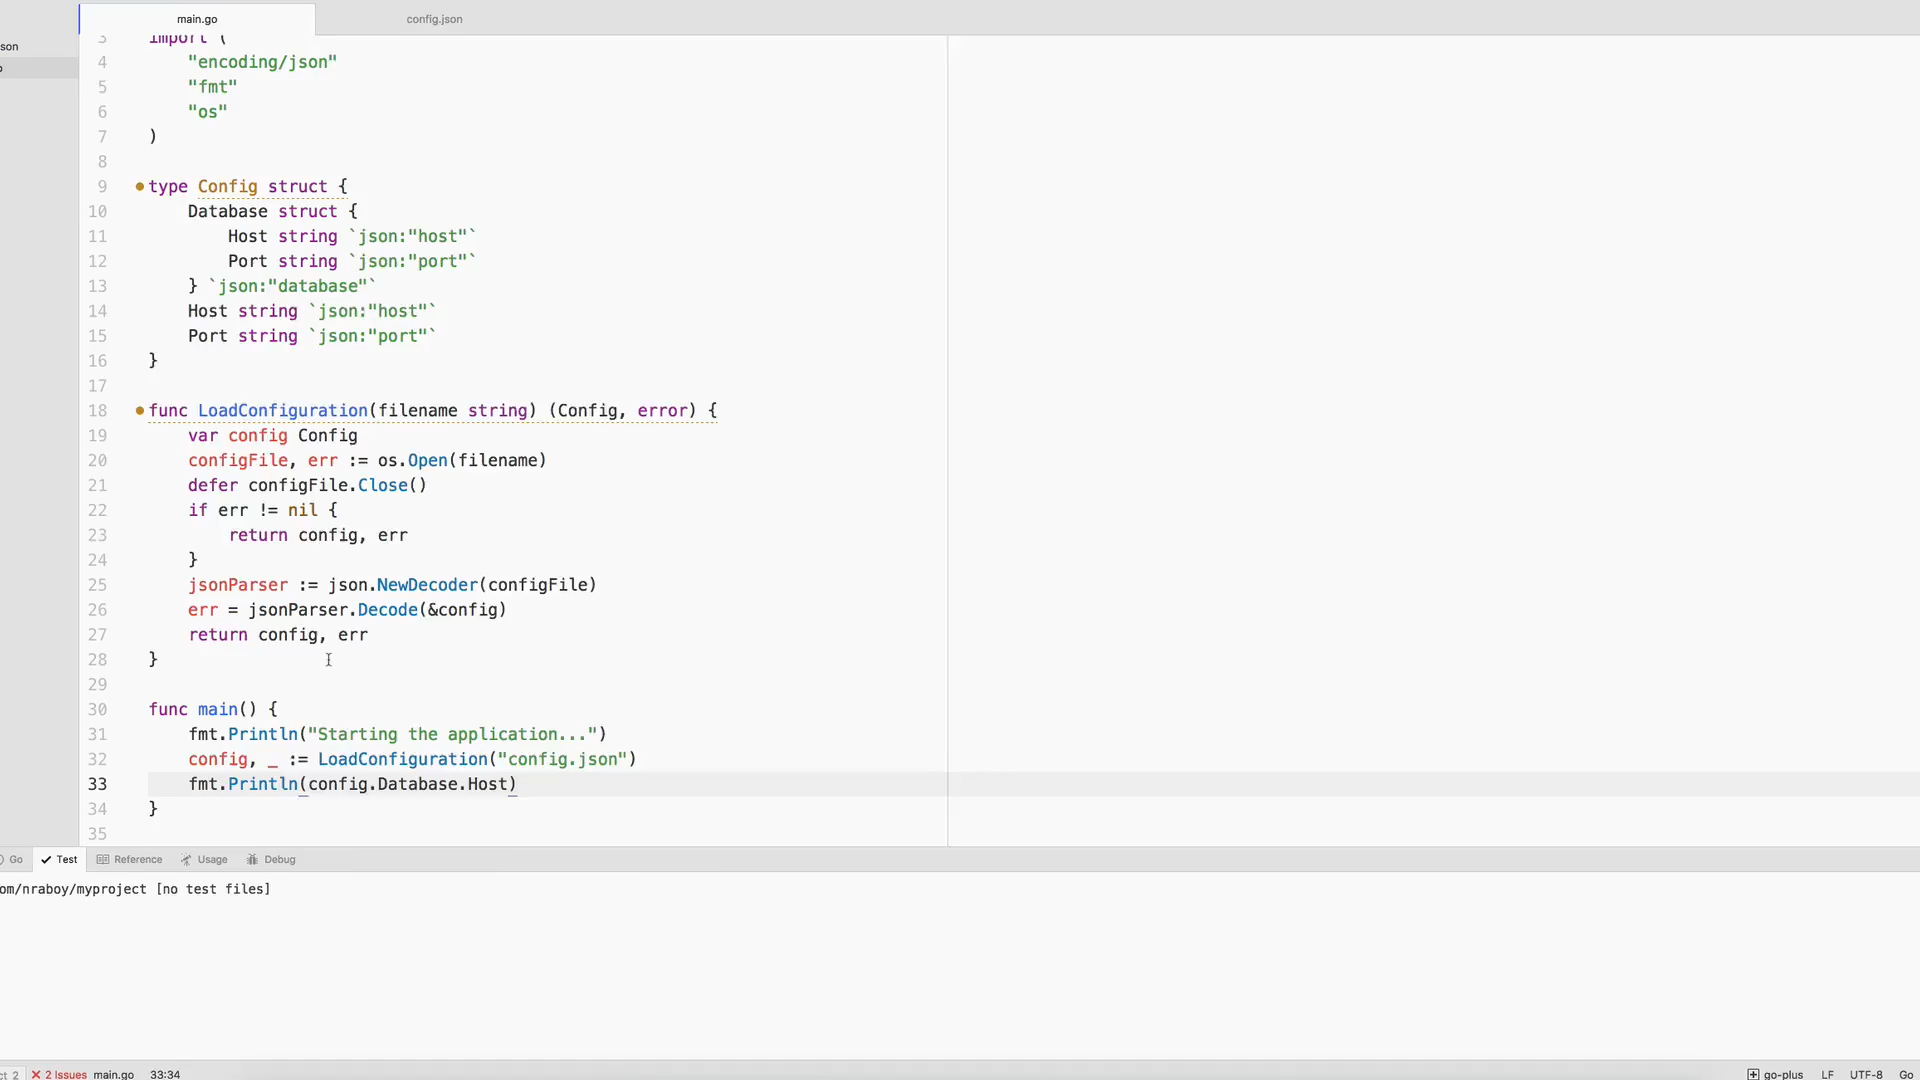 main.go config.json
son
3 import (
4 "encoding/json"
5 "fmt"
6 "os"
7 )
8
9 type Config struct {
10 Database struct {
11 Host string `json:"host"`
12 Port string `json:"port"`
13 } `json:"database"`
14 Host string `json:"host"`
15 Port string `json:"port"`
16 }
17
18 func LoadConfiguration(filename string) (Config, error) {
19 var config Config
20 configFile, err := os.Open(filename)
21 defer configFile.Close()
22 if err != nil {
23 return config, err
24 }
25 jsonParser := json.NewDecoder(configFile)
26 err = jsonParser.Decode(&config)
27 return config, err
28 }
29
30 func main() {
31 fmt.Println("Starting the application...")
32 config, _ := LoadConfiguration("config.json")
33 fmt.Println(config.Database.Host)
34 }
35
Go Test Reference Usage Debug
om/nraboy/myproject [no test files]
ct 2 2 Issues main.go 33:34 go-plus LF UTF-8 Go